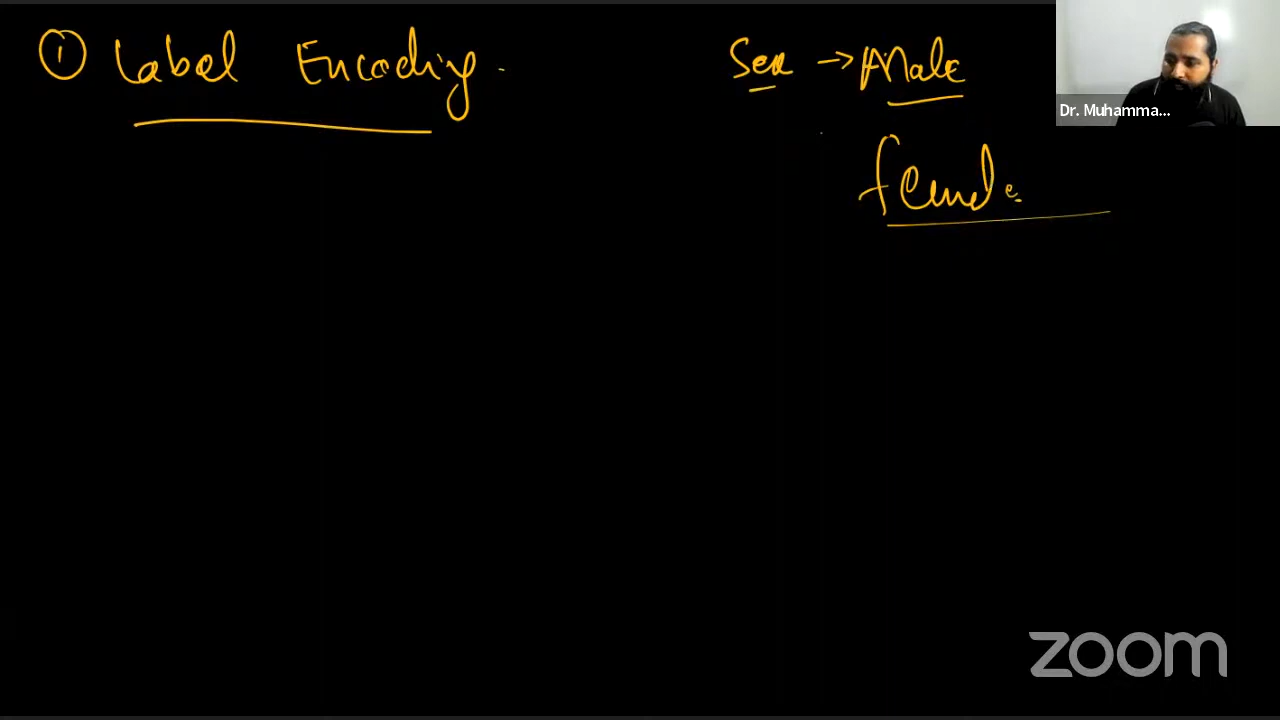 ① Label Encoding.
Sex → Male
female
Dr. Muhamma...
zoom